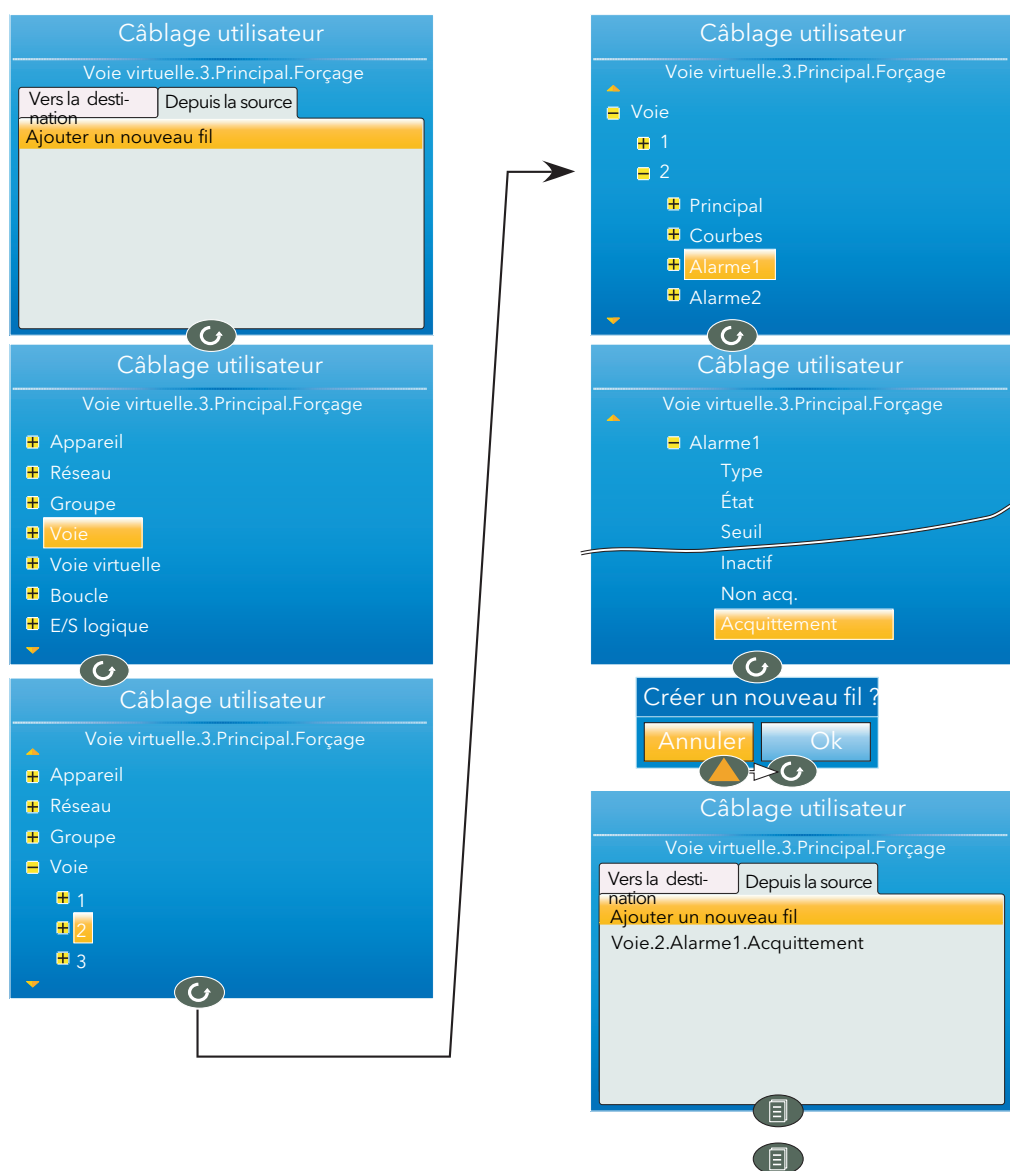 Câblage utilisateur
Voie virtuelle.3.Principal.Forçage
Vers la desti-
nation
Depuis la source
Ajouter un nouveau fil
Câblage utilisateur
Voie virtuelle.3.Principal.Forçage
Appareil
Réseau
Groupe
Voie
Voie virtuelle
Boucle
E/S logique
Câblage utilisateur
Voie virtuelle.3.Principal.Forçage
Appareil
Réseau
Groupe
Voie
1
2
3
Câblage utilisateur
Voie virtuelle.3.Principal.Forçage
Voie
1
2
Principal
Courbes
Alarme1
Alarme2
Câblage utilisateur
Voie virtuelle.3.Principal.Forçage
Alarme1
Type
État
Seuil
Inactif
Non acq.
Acquittement
Créer un nouveau fil ?
Annuler
Ok
Câblage utilisateur
Voie virtuelle.3.Principal.Forçage
Vers la desti-
nation
Depuis la source
Ajouter un nouveau fil
Voie.2.Alarme1.Acquittement